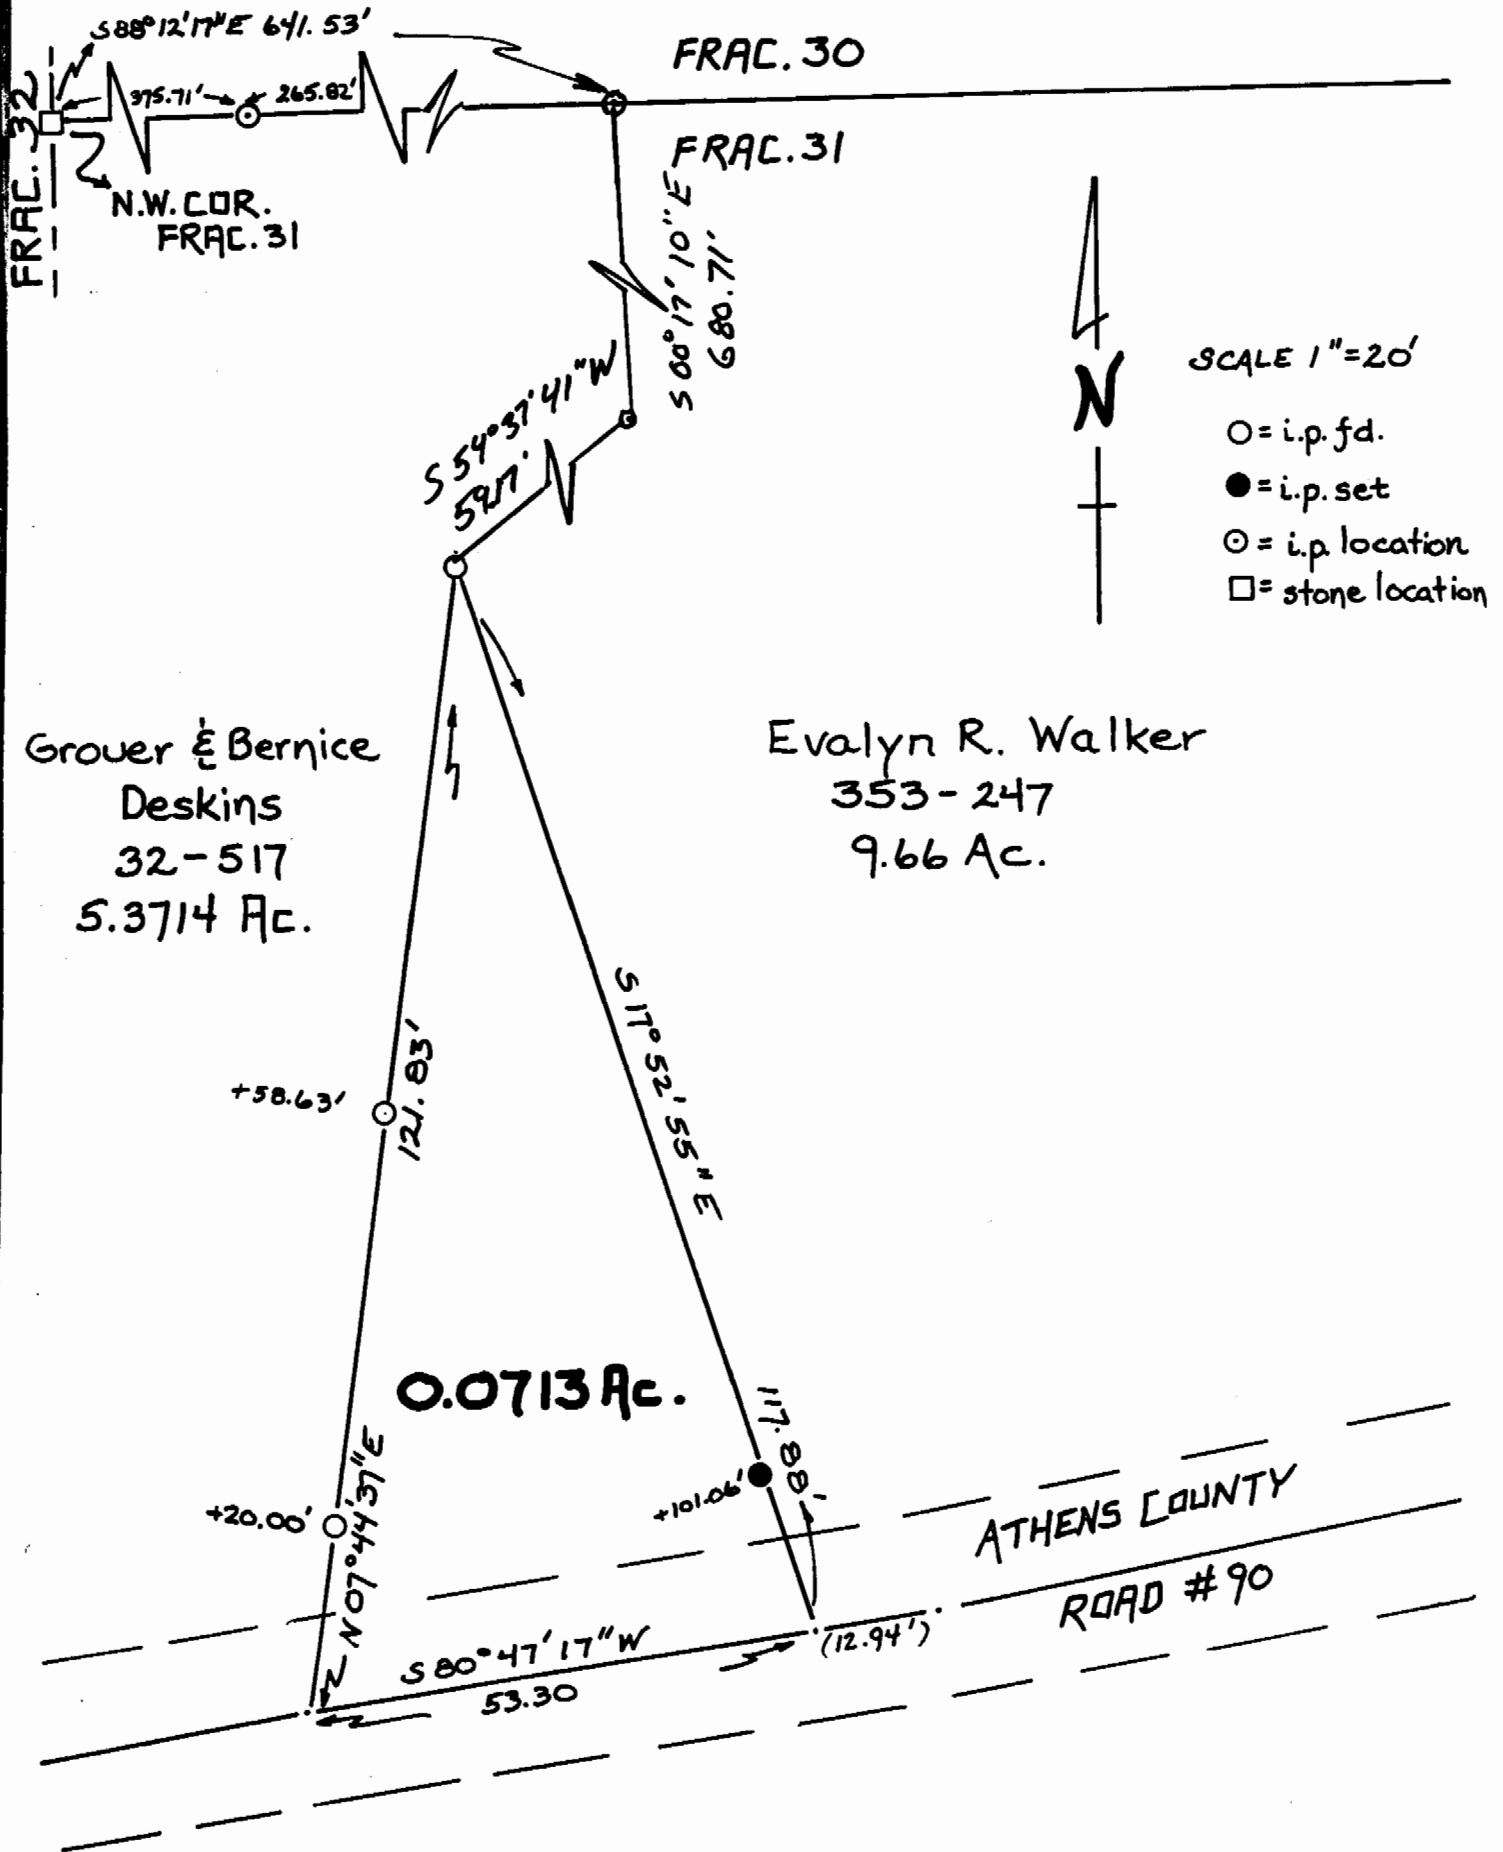 S88°12'17"E 641.53'
375.71'
265.82'
FRAC. 30
FRAC. 31
FRAC. 32
N.W. COR.
FRAC. 31
S 00° 17' 10" E
680.71'
S 54° 37' 41" W
59.17'
N
SCALE 1"=20'
O = i.p. fd.
● = i.p. set
⊙ = i.p. location
□ = stone location
Grover & Bernice
Deskins
32-517
5.3714 Ac.
Evalyn R. Walker
353-247
9.66 Ac.
S 17° 52' 55" E
117.88'
+58.63'
121.83'
0.0713 Ac.
+101.06'
+20.00'
N 07° 44' 37" E
ATHENS COUNTY
ROAD # 90
S 80° 47' 17" W
53.30
(12.94')